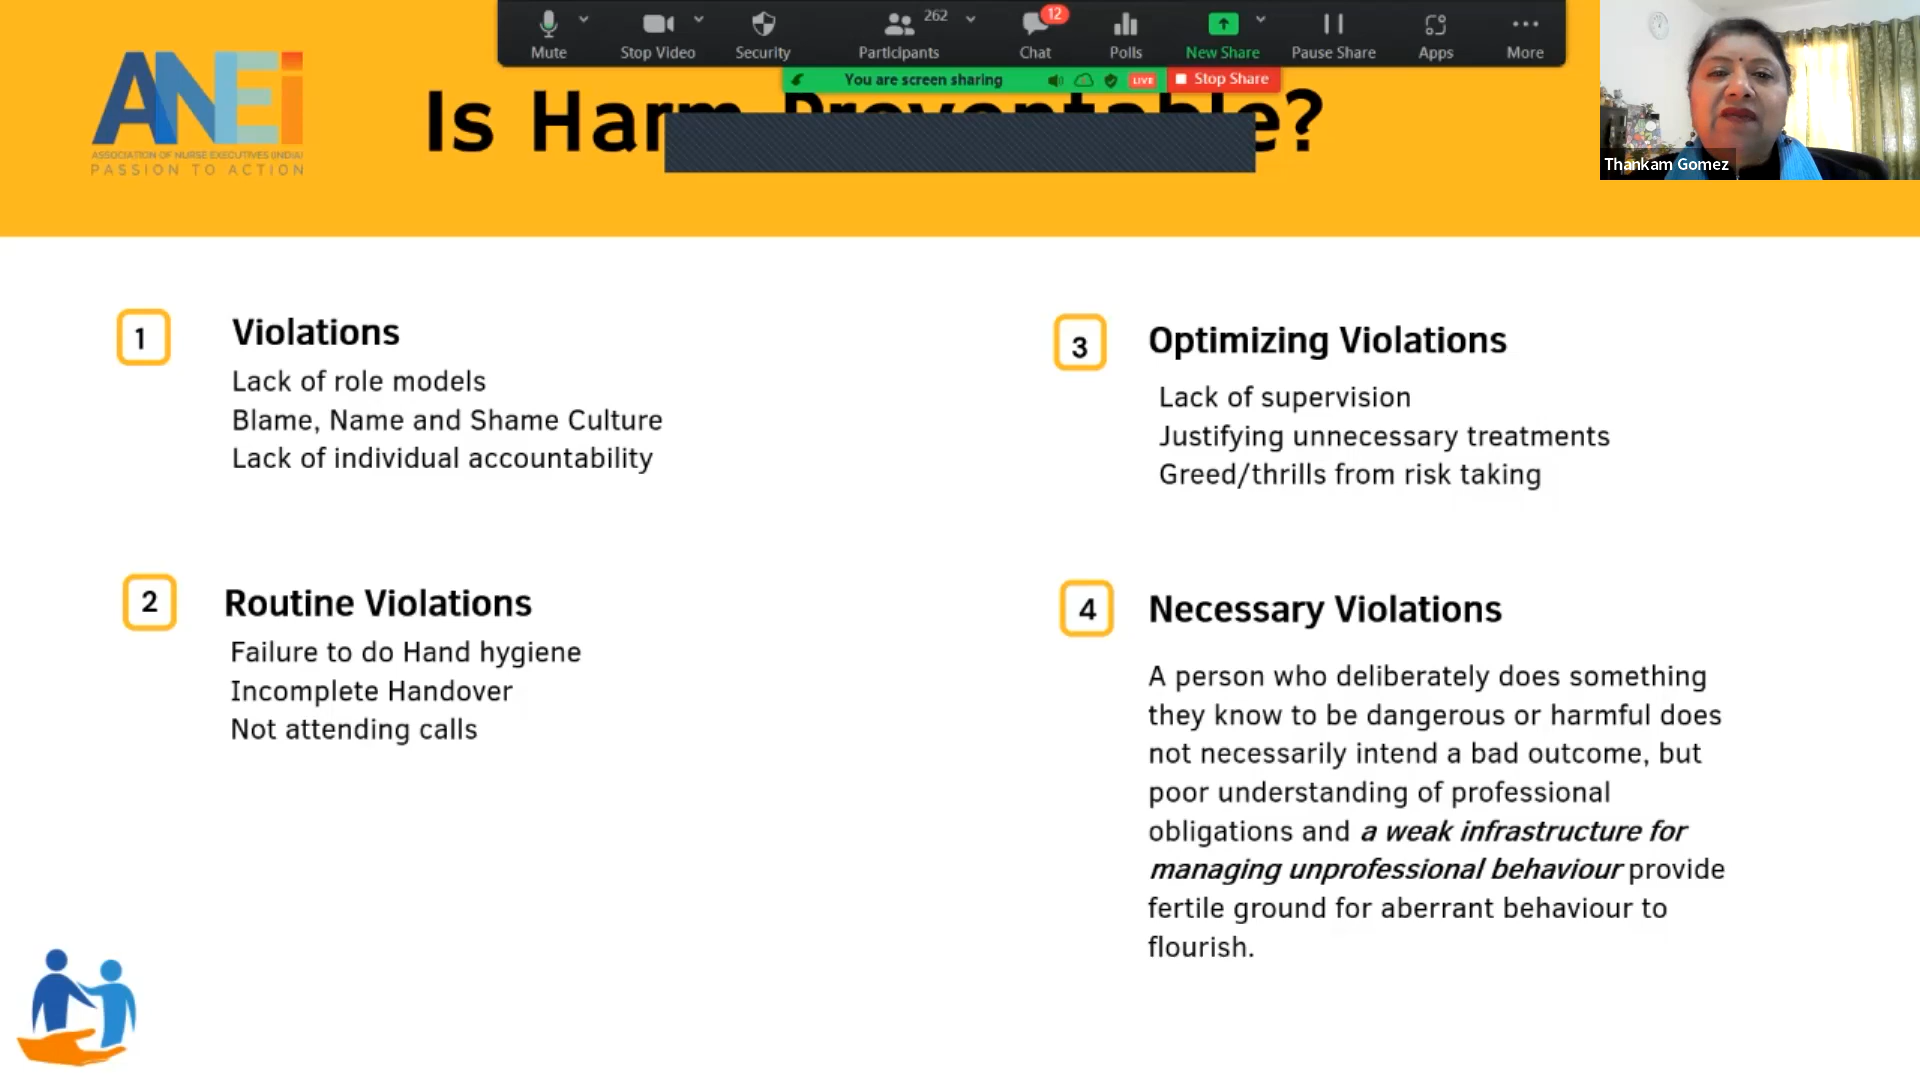 Mute
Stop Video
Security
262
Participants
12
Chat
Polls
New Share
Pause Share
Apps
More
You are screen sharing
LIVE
Stop Share
ANEi
ASSOCIATION OF NURSE EXECUTIVES (INDIA)
PASSION TO ACTION
Is Harm Preventable?
Thankam Gomez
1
Violations
Lack of role models
Blame, Name and Shame Culture
Lack of individual accountability
2
Routine Violations
Failure to do Hand hygiene
Incomplete Handover
Not attending calls
3
Optimizing Violations
Lack of supervision
Justifying unnecessary treatments
Greed/thrills from risk taking
4
Necessary Violations
A person who deliberately does something
they know to be dangerous or harmful does
not necessarily intend a bad outcome, but
poor understanding of professional
obligations and a weak infrastructure for
managing unprofessional behaviour provide
fertile ground for aberrant behaviour to
flourish.